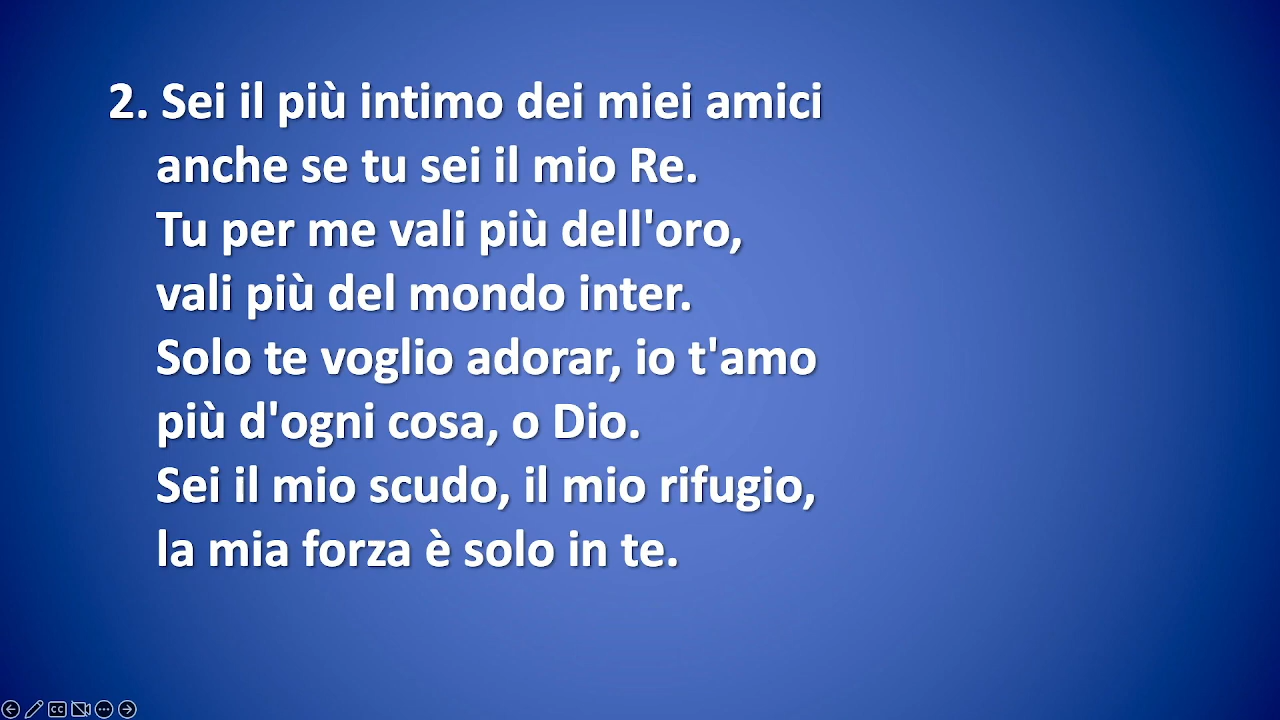 2. Sei il più intimo dei miei amici
anche se tu sei il mio Re.
Tu per me vali più dell'oro,
vali più del mondo inter.
Solo te voglio adorar, io t'amo
più d'ogni cosa, o Dio.
Sei il mio scudo, il mio rifugio,
la mia forza è solo in te.
CC